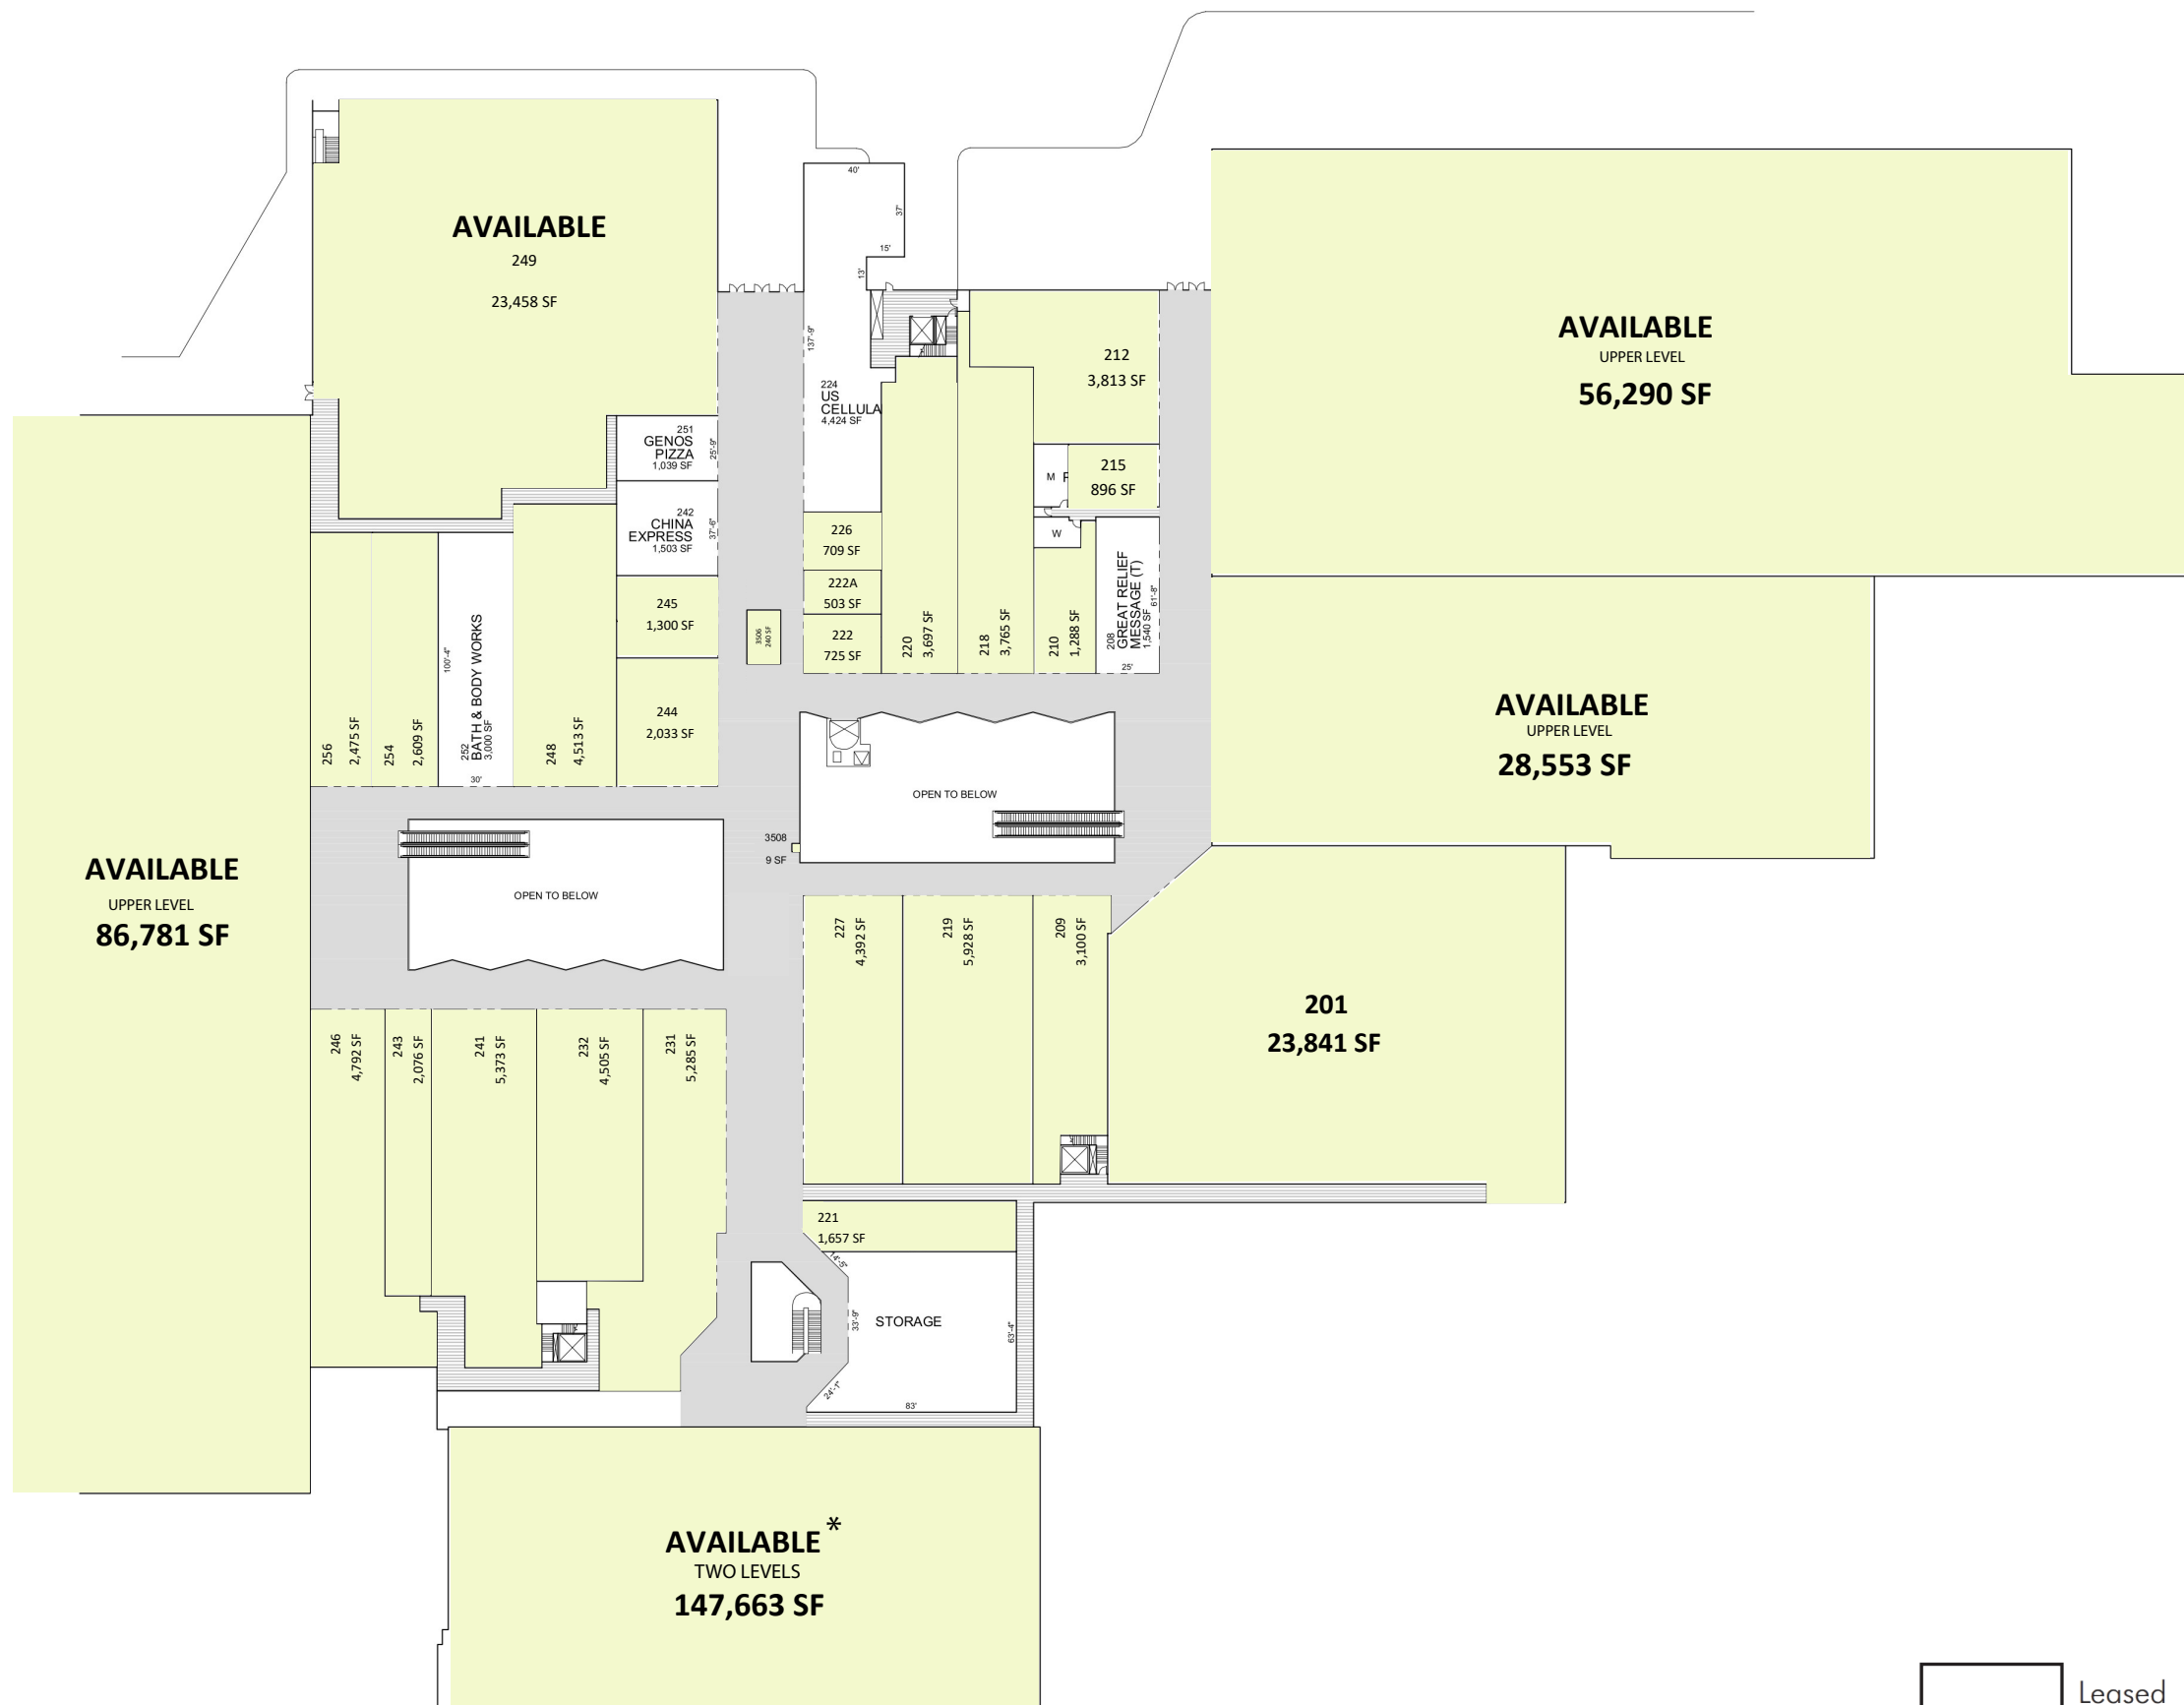 40'
37'
15'
13'
137'-9"
AVAILABLE
249
23,458 SF
AVAILABLE
UPPER LEVEL
56,290 SF
212
3,813 SF
224
US
CELLULA
4,424 SF
251
GENOS
PIZZA
1,039 SF
25'-9"
M
215
896 SF
242
CHINA
EXPRESS
1,503 SF
37'-6"
226
709 SF
W
222A
503 SF
245
1,300 SF
3506
240 SF
222
725 SF
220
3,697 SF
218
3,765 SF
210
1,288 SF
208
GREAT RELIEF
MESSAGE (T)
1,540 SF
61'-8"
25'
256
2,475 SF
254
2,609 SF
100'-4"
252
BATH & BODY WORKS
3,000 SF
30'
248
4,513 SF
244
2,033 SF
AVAILABLE
UPPER LEVEL
28,553 SF
OPEN TO BELOW
3508
9 SF
OPEN TO BELOW
AVAILABLE
UPPER LEVEL
86,781 SF
227
4,392 SF
219
5,928 SF
209
3,100 SF
201
23,841 SF
246
4,792 SF
243
2,076 SF
241
5,373 SF
232
4,505 SF
231
5,285 SF
221
1,657 SF
14'-5"
33'-9"
STORAGE
63'-4"
24'-1"
83'
AVAILABLE*
TWO LEVELS
147,663 SF
Leased